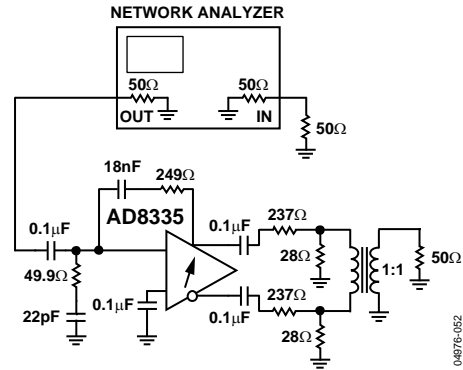 NETWORK ANALYZER
50Ω
50Ω
OUT
IN
50Ω
18nF
249Ω
0.1μF
AD8335
0.1μF
237Ω
49.9Ω
28Ω
1:1
50Ω
0.1μF
237Ω
22pF
0.1μF
28Ω
04976-052